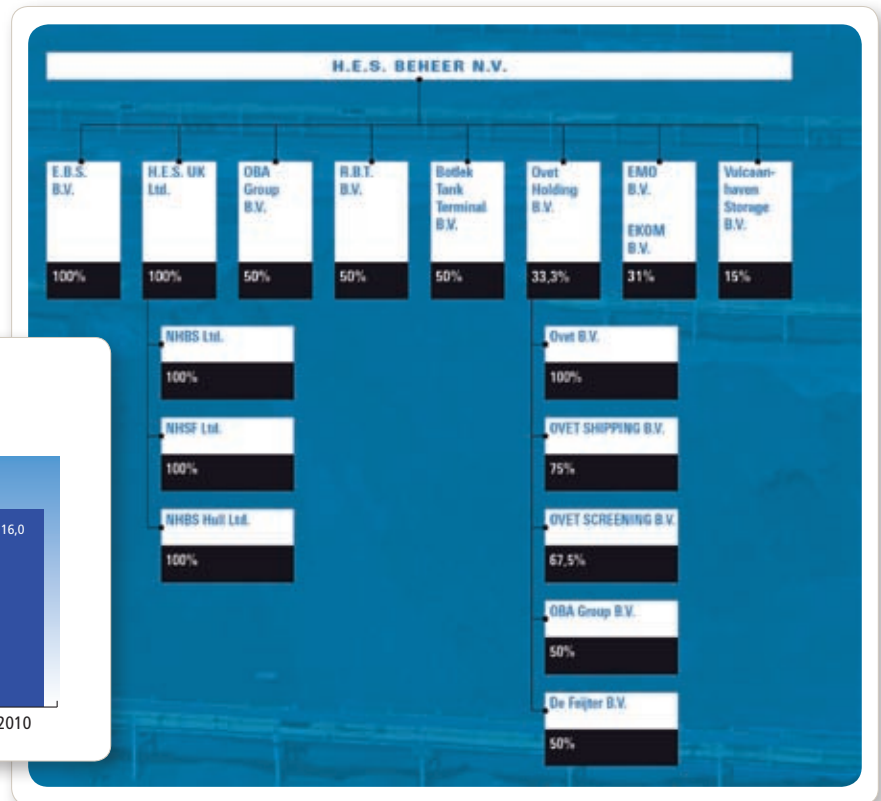 H.E.S. BEHEER N.V.
E.B.S.
B.V.
100%
H.E.S. UK
Ltd.
100%
OBA
Group
B.V.
50%
R.B.T.
B.V.
50%
Botlek
Tank
Terminal
B.V.
50%
Ovet
Holding
B.V.
33,3%
EMO
B.V.
EKOM
B.V.
31%
Vulcaan-
haven
Storage
B.V.
15%
NHBS Ltd.
100%
NHSF Ltd.
100%
NHBS Hull Ltd.
100%
Ovet B.V.
100%
OVET SHIPPING B.V.
75%
OVET SCREENING B.V.
67,5%
OBA Group B.V.
50%
De Feijter B.V.
50%
16,0
2010